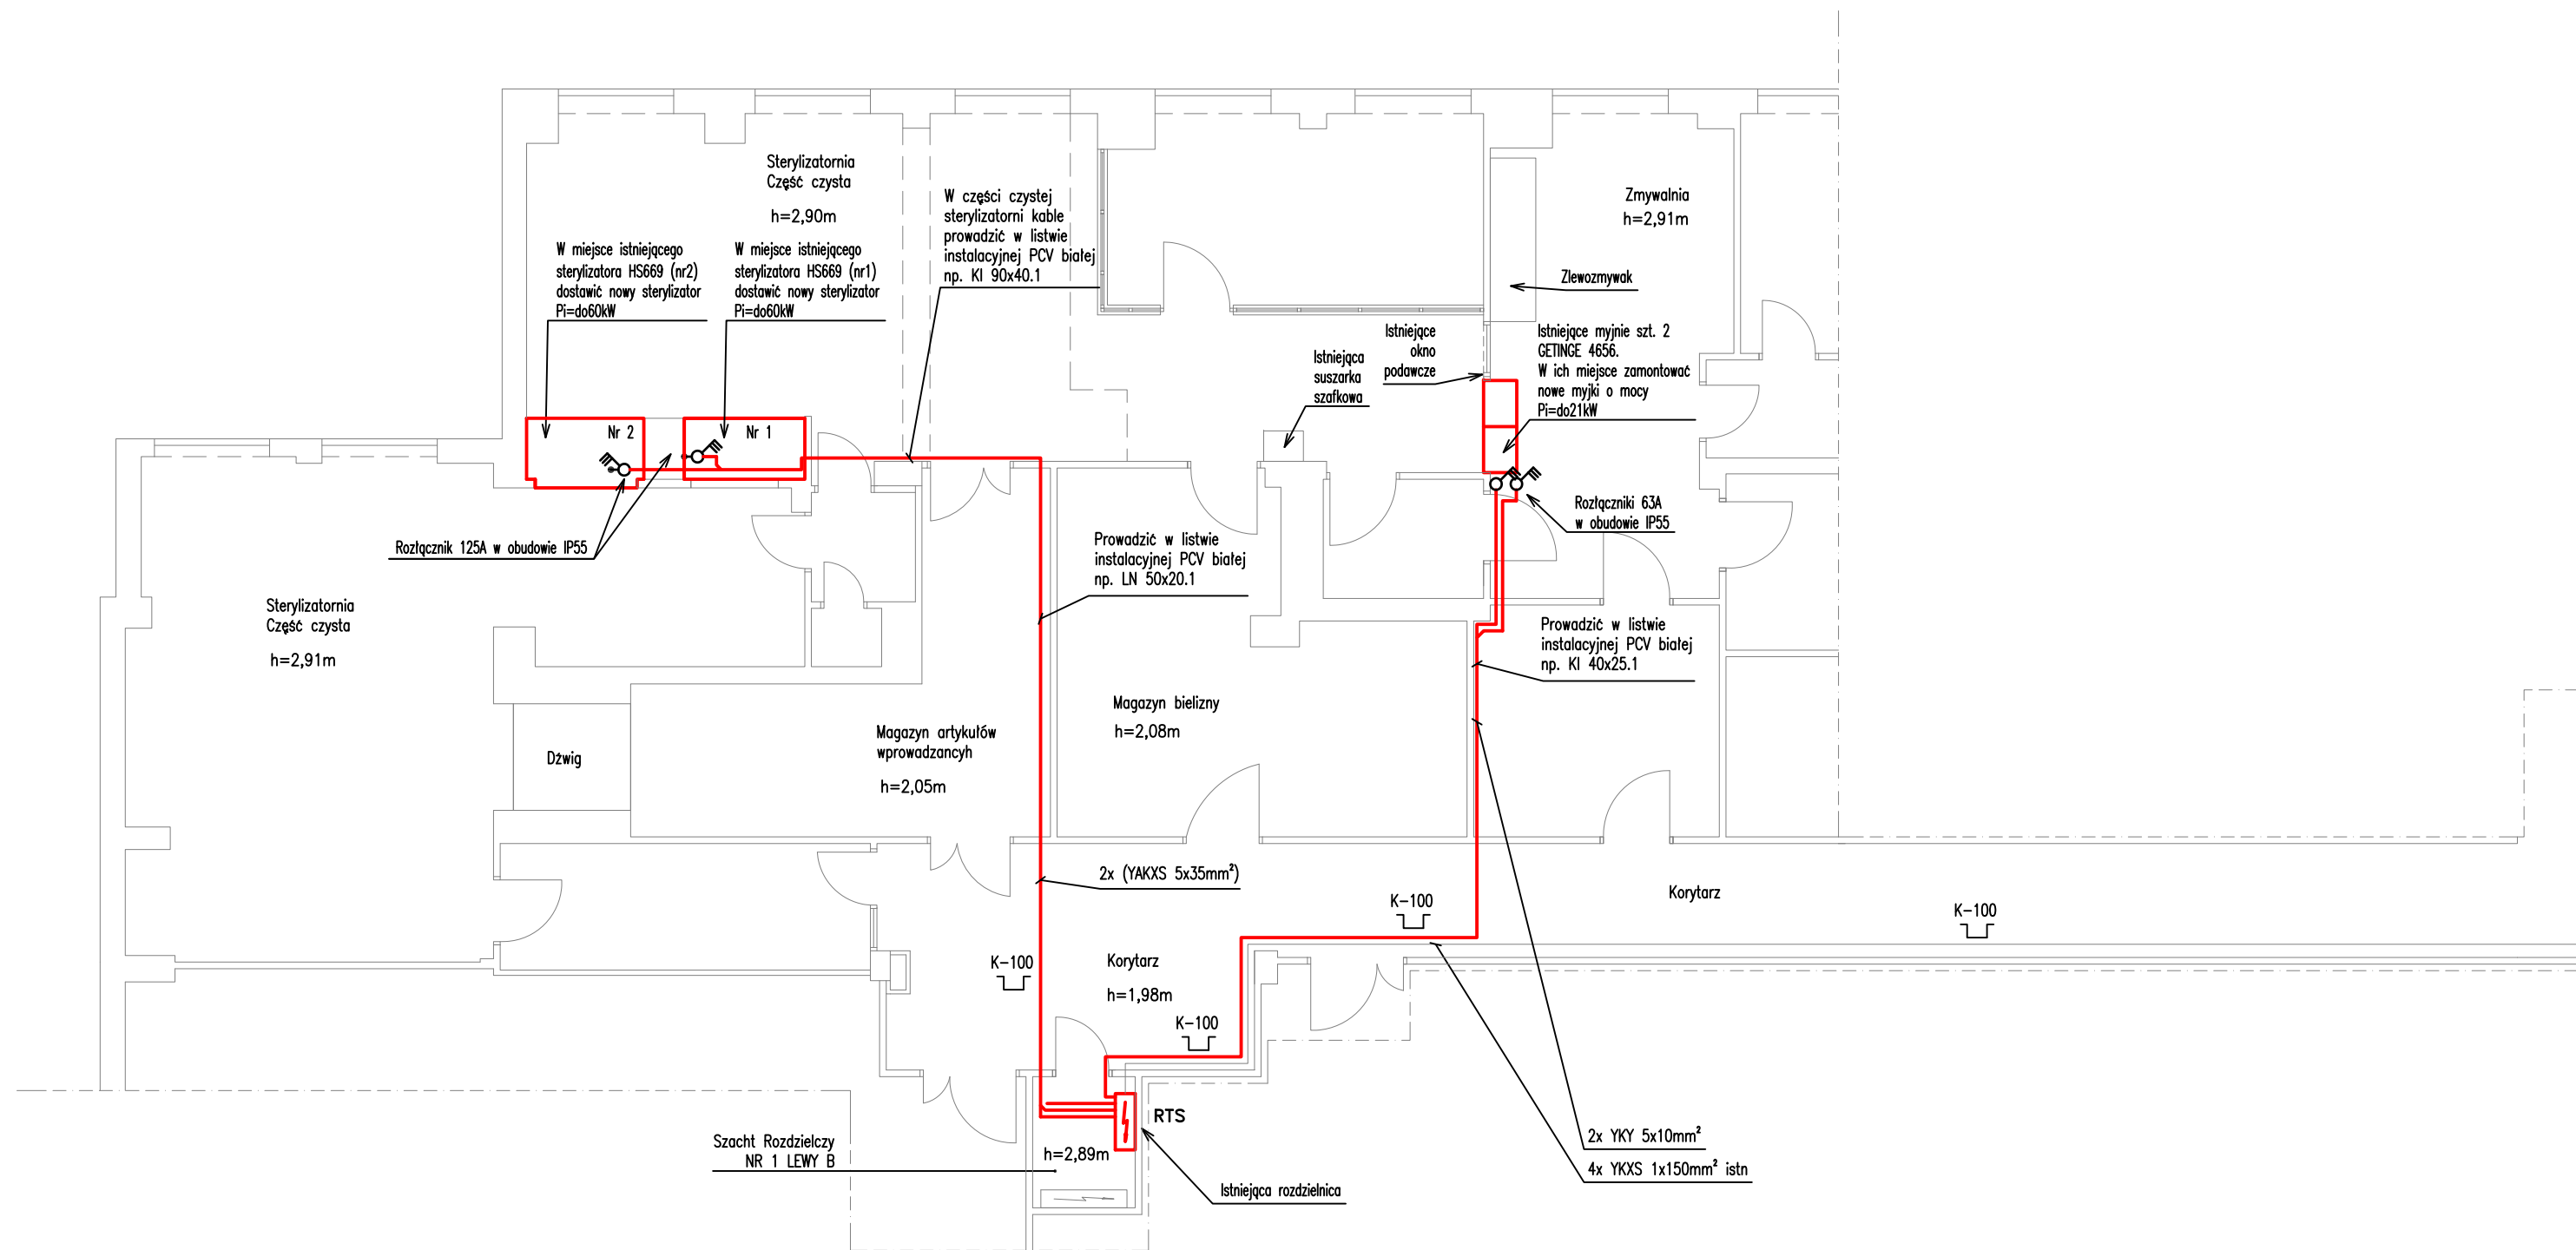 Sterylizatornia
Część czysta
h=2,90m
W części czystej
sterylizatorni kable
prowadzić w listwie
instalacyjnej PCV białej
np. KI 90x40.1
Zmywalnia
h=2,91m
W miejsce istniejącego
sterylizatora HS669 (nr2)
dostawić nowy sterylizator
Pi=do60kW
W miejsce istniejącego
sterylizatora HS669 (nr1)
dostawić nowy sterylizator
Pi=do60kW
Zlewozmywak
Istniejąca
suszarka
szafkowa
Istniejące
okno
podawcze
Istniejące myjnie szt. 2
GETINGE 4656.
W ich miejsce zamontować
nowe myjki o mocy
Pi=do21kW
Nr 2
Nr 1
Rozłączniki 63A
w obudowie IP55
Rozłącznik 125A w obudowie IP55
Prowadzić w listwie
instalacyjnej PCV białej
np. LN 50x20.1
Sterylizatornia
Część czysta
h=2,91m
Prowadzić w listwie
instalacyjnej PCV białej
np. KI 40x25.1
Magazyn bielizny
h=2,08m
Magazyn artykułów
wprowadzancyh
h=2,05m
Dźwig
2x (YAKXS 5x35mm²)
Korytarz
K-100
K-100
K-100
Korytarz
h=1,98m
K-100
RTS
Szacht Rozdzielczy
NR 1 LEWY B
h=2,89m
2x YKY 5x10mm²
4x YKXS 1x150mm² istn
Istniejąca rozdzielnica